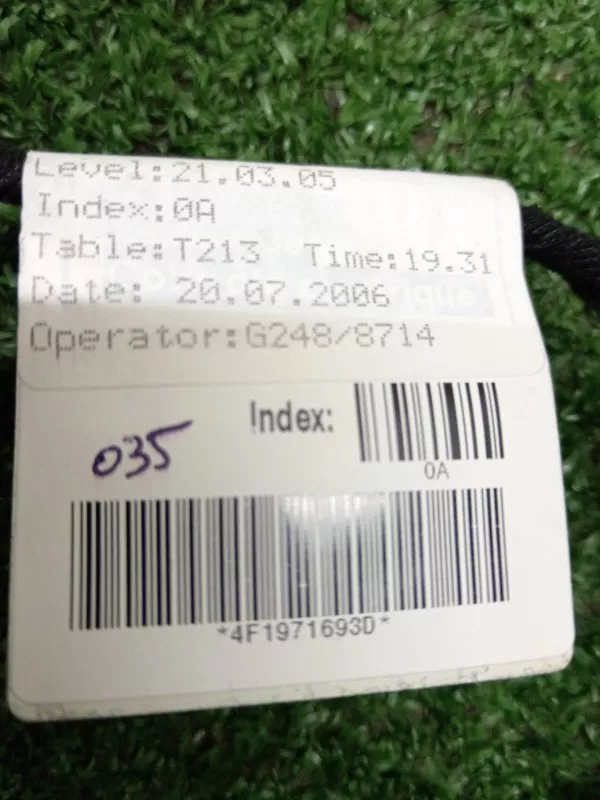 Level:21.03.05
Index:0A
Table:T213 Time:19.31
Date: 20.07.2006
Operator:G248/8714
Index:
0A
035
*4F1971693D*